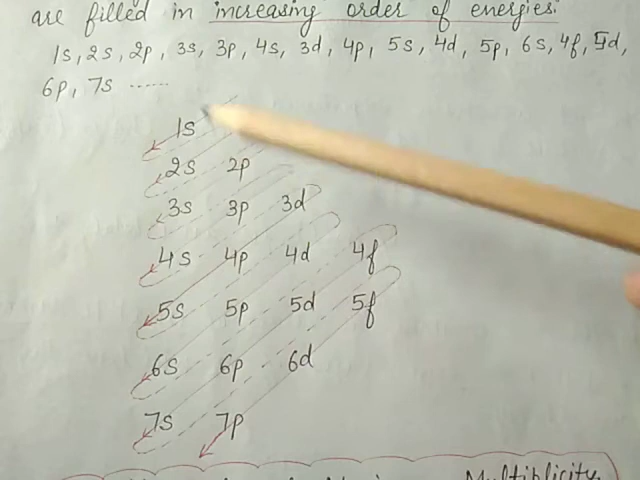 are filled in increasing order of energies.
1s, 2s, 2p, 3s, 3p, 4s, 3d, 4p, 5s, 4d, 5p, 6s, 4f, 5d,
6p, 7s ......
1s
2s 2p
3s 3p 3d
4s 4p 4d 4f
5s 5p 5d 5f
6s 6p 6d
7s 7p
Multiplicity